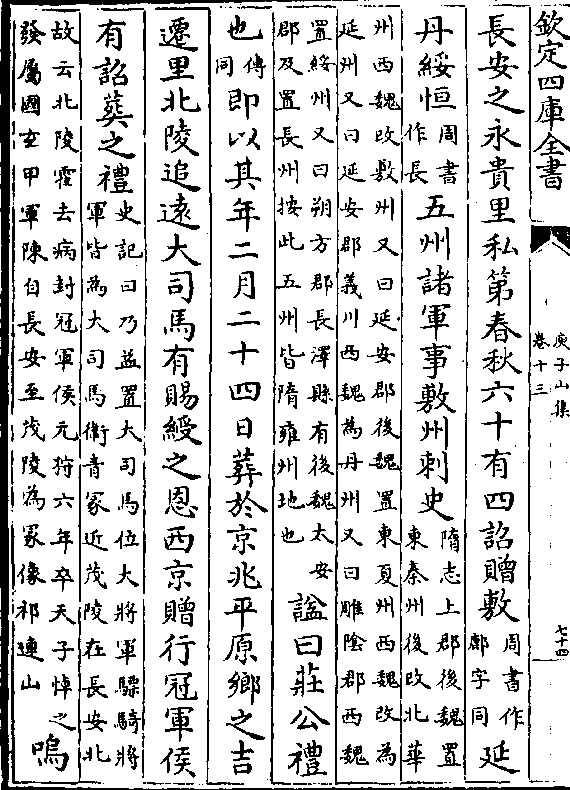 欽定四庫全書
庾子山集
卷十三
七十四
長安之永貴里私第春秋六十有四詔贈敷
周書作
鄜字同
延
丹綏恒
周書
作長
五州諸軍事敷州刺史
隋志上郡後魏置
東秦州後改北華
州西魏改敷州又曰延安郡後魏置東夏州西魏改為
延州又曰延安郡義川西魏為丹州又曰雕陰郡西魏
置綏州又曰朔方郡長澤縣有後魏太安
郡及置長州按此五州皆隋雍州地也
諡曰莊公禮
也
傳
同
即以其年二月二十四日葬於京兆平原鄉之吉
遷里北陵追遠大司馬有賜綬之恩西京贈行冠軍侯
有詔葬之禮
史記曰乃益置大司馬位大將軍驃騎將
軍皆為大司馬衛青冢近茂陵在長安北
故云北陵霍去病封冠軍侯元狩六年卒天子悼之
發屬國玄甲軍陳自長安至茂陵為冢像祁連山
嗚